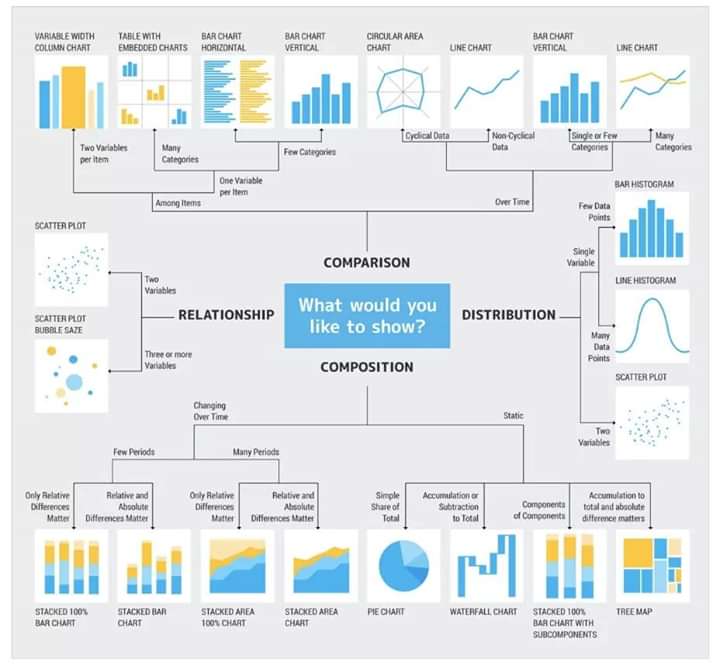 VARIABLE WIDTH
COLUMN CHART
TABLE WITH
EMBEDDED CHARTS
BAR CHART
HORIZONTAL
BAR CHART
VERTICAL
CIRCULAR AREA
CHART
LINE CHART
BAR CHART
VERTICAL
LINE CHART
Two Variables
per Item
Many
Categories
Few Categories
Cyclical Data
Non-Cyclical
Data
Single or Few
Categories
Many
Categories
One Variable
per Item
Among Items
Over Time
BAR HISTOGRAM
Few Data
Points
Single
Variable
LINE HISTOGRAM
Many
Data
Points
SCATTER PLOT
Two
Variables
SCATTER PLOT
Two
Variables
SCATTER PLOT
BUBBLE SAZE
Three or more
Variables
COMPARISON
RELATIONSHIP
What would you
like to show?
DISTRIBUTION
COMPOSITION
Changing
Over Time
Static
Few Periods
Many Periods
Only Relative
Differences
Matter
Relative and
Absolute
Differences Matter
Only Relative
Differences
Matter
Relative and
Absolute
Differences Matter
Simple
Share of
Total
Accumulation or
Subtraction
to Total
Components
of Components
Accumulation to
total and absolute
difference matters
STACKED 100%
BAR CHART
STACKED BAR
CHART
STACKED AREA
100% CHART
STACKED AREA
CHART
PIE CHART
WATERFALL CHART
STACKED 100%
BAR CHART WITH
SUBCOMPONENTS
TREE MAP